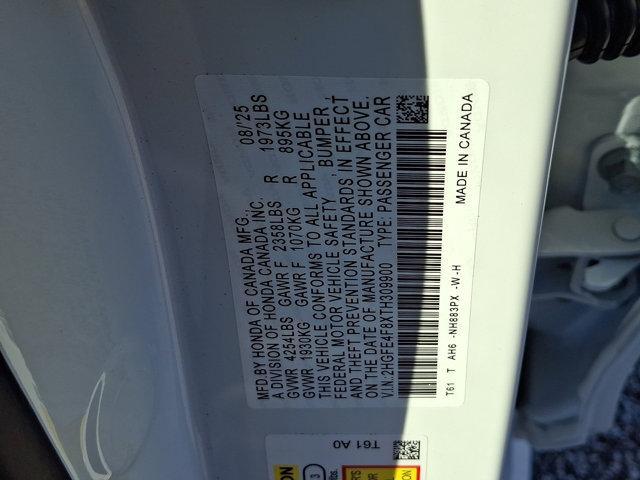 MFD.BY HONDA OF CANADA MFG., 08/'25
A DIVISION OF HONDA CANADA INC.
GVWR 4254LBS GAWR F 2358LBS R 1973LBS
GVWR 1930KG GAWR F 1070KG R 895KG
THIS VEHICLE CONFORMS TO ALL APPLICABLE
FEDERAL MOTOR VEHICLE SAFETY , BUMPER ,
AND THEFT PREVENTION STANDARDS IN EFFECT
ON THE DATE OF MANUFACTURE SHOWN ABOVE.
V.I.N:2HGFE4F8XTH309900 TYPE: PASSENGER CAR
T61 T AH6 -NH883PX -W-H MADE IN CANADA
T61 A0
3